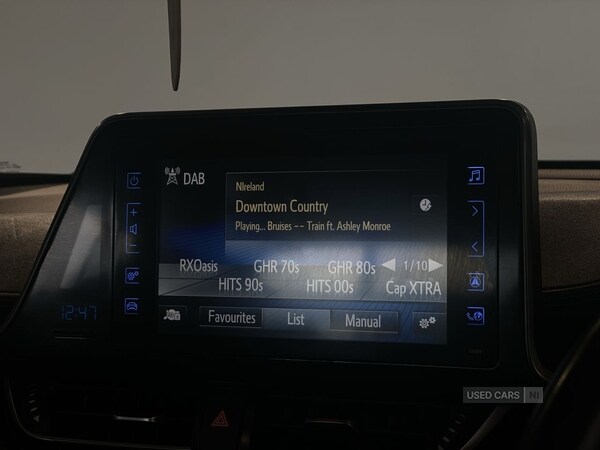 DAB
NIreland
Downtown Country
Playing... Bruises -- Train ft. Ashley Monroe
RXOasis GHR 70s GHR 80s 1/10
HITS 90s HITS 00s Cap XTRA
Favourites List Manual
12:47
USED CARS NI